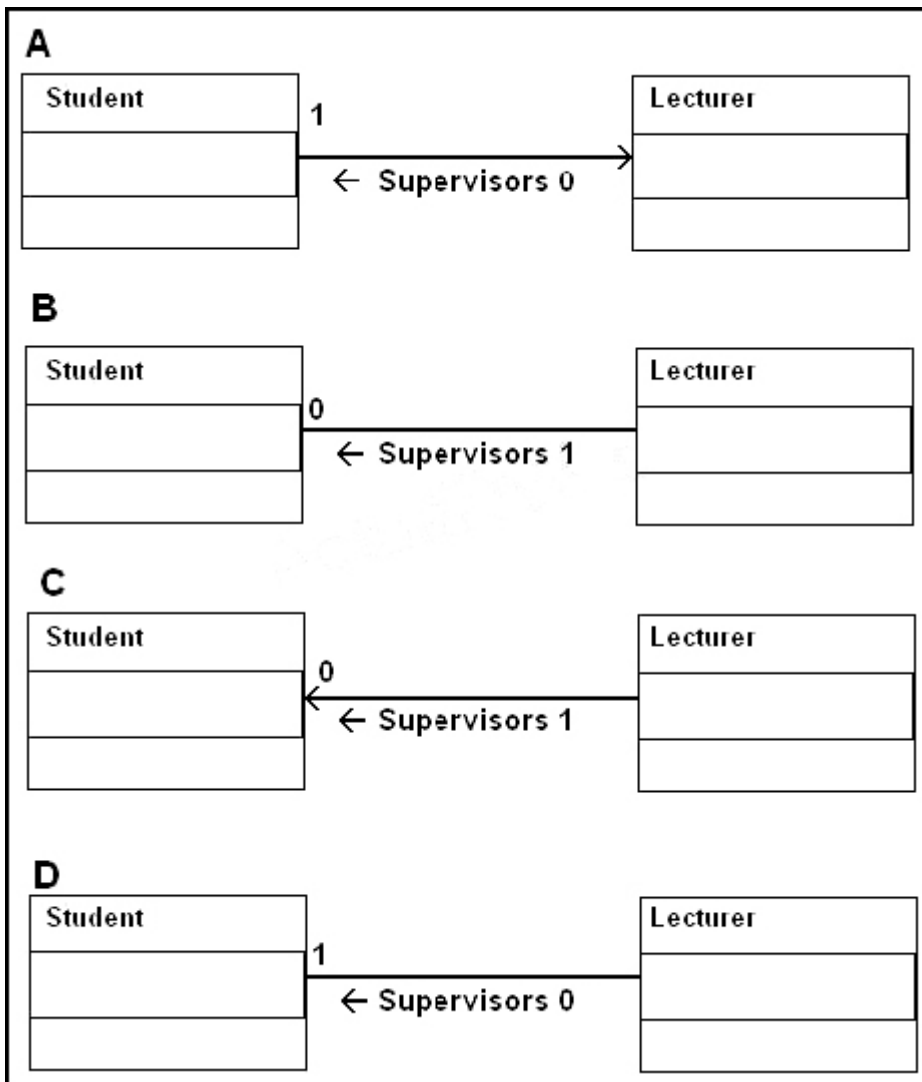 A
Student Lecturer
1
← Supervisors 0
B
Student Lecturer
0
← Supervisors 1
C
Student Lecturer
0
← Supervisors 1
D
Student Lecturer
1
← Supervisors 0